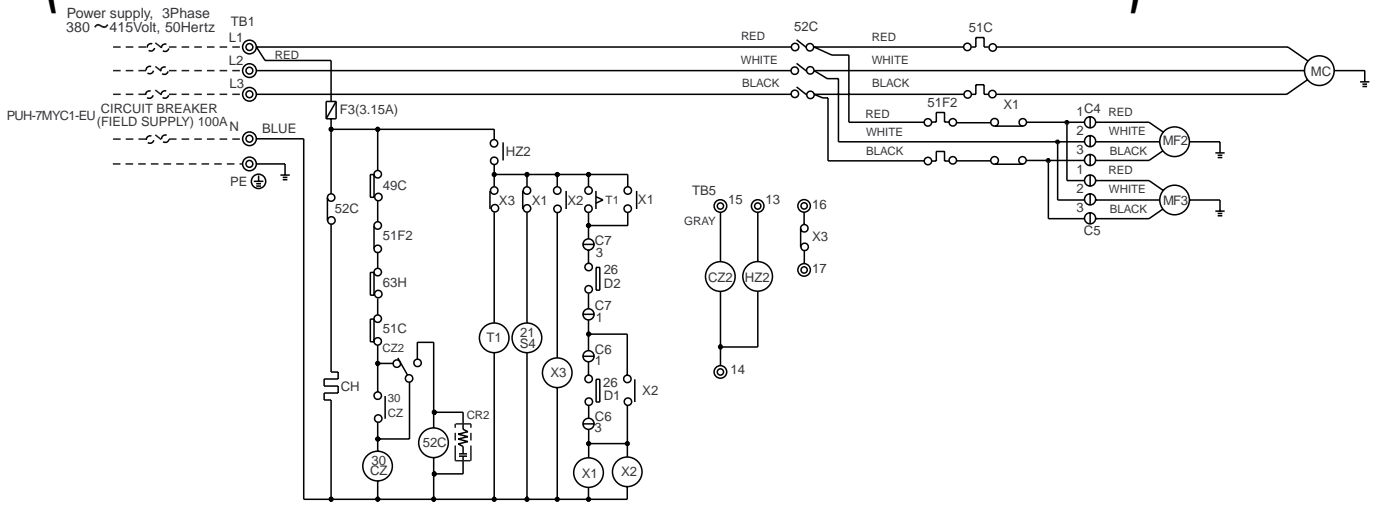 Power supply, 3Phase
380 ～415Volt, 50Hertz
TB1
L1
RED
L2
L3
PUH-7MYC1-EU
CIRCUIT BREAKER
(FIELD SUPPLY) 100A
N
BLUE
PE
F3(3.15A)
RED
52C
RED
51C
WHITE
WHITE
BLACK
BLACK
MC
51F2
X1
C4
RED
1
RED
WHITE
2
WHITE
BLACK
3
BLACK
MF2
1
RED
2
WHITE
3
BLACK
C5
MF3
HZ2
52C
49C
51F2
63H
51C
CZ2
30
CZ
30
CZ
CH
52C
CR2
X3
X1
X2
T1
X1
C7
3
26
D2
C7
1
C6
1
26
D1
C6
3
X2
T1
21
S4
X3
X1
X2
TB5
15
13
16
GRAY
X3
CZ2
HZ2
17
14